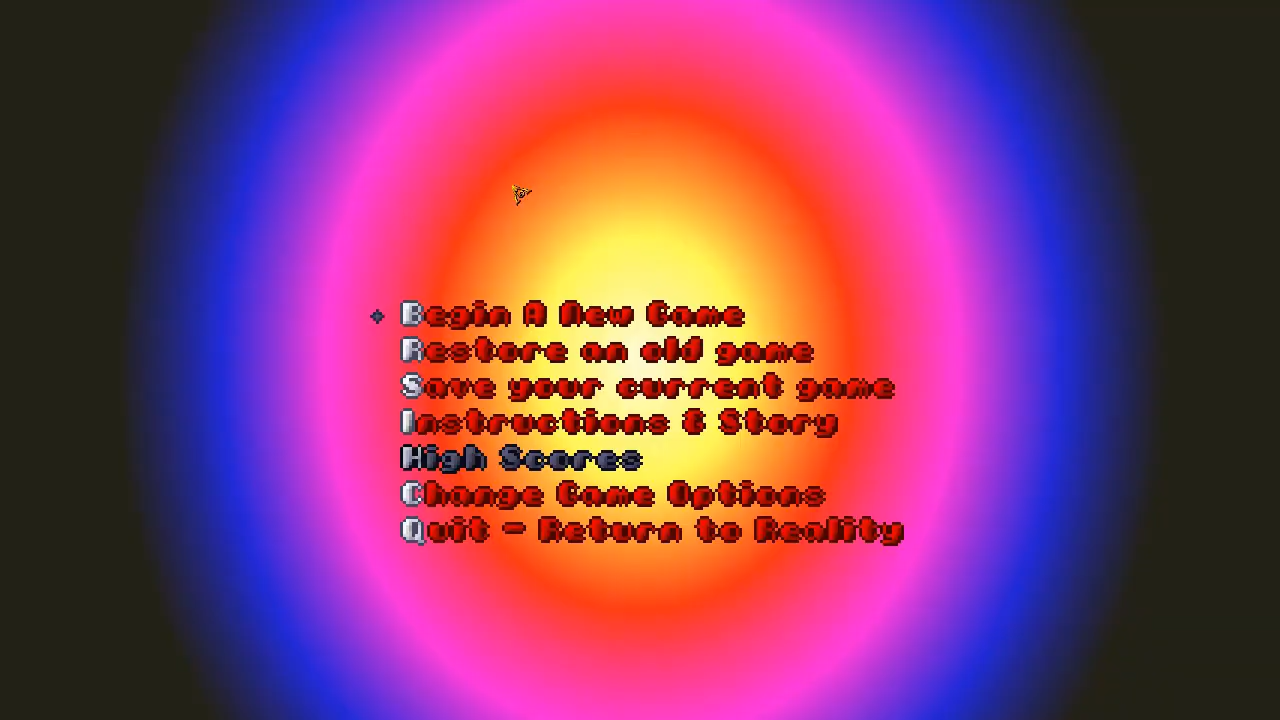 Begin A New Game
Restore an old game
Save your current game
Instructions & Story
High Scores
Change Game Options
Quit - Return to Reality